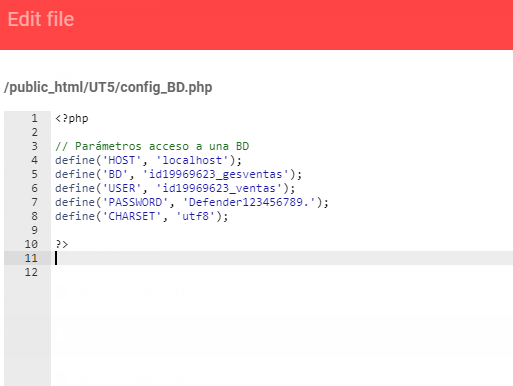 Edit file
/public_html/UT5/config_BD.php
1 <?php
2
3 // Parámetros acceso a una BD
4 define('HOST', 'localhost');
5 define('BD', 'id19969623_gesventas');
6 define('USER', 'id19969623_ventas');
7 define('PASSWORD', 'Defender123456789.');
8 define('CHARSET', 'utf8');
9
10 ?>
11
12